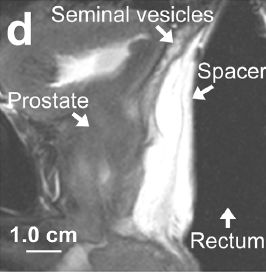 d
Seminal vesicles
Spacer
Prostate
1.0 cm
Rectum